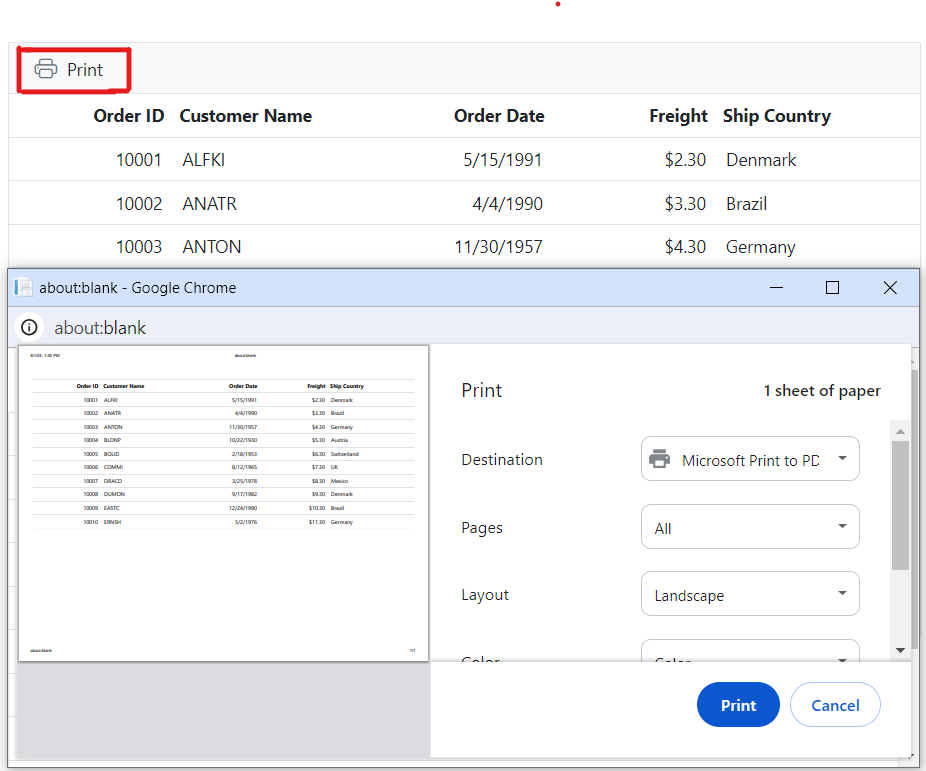 Print
Order ID Customer Name Order Date Freight Ship Country
10001 ALFKI 5/15/1991 $2.30 Denmark
10002 ANATR 4/4/1990 $3.30 Brazil
10003 ANTON 11/30/1957 $4.30 Germany
about:blank - Google Chrome
about:blank
8/1/24, 1:35 PM about:blank
Order ID Customer Name Order Date Freight Ship Country
10001 ALFKI 5/15/1991 $2.30 Denmark
10002 ANATR 4/4/1990 $3.30 Brazil
10003 ANTON 11/30/1957 $4.30 Germany
10004 BLONP 10/22/1930 $5.30 Austria
10005 BOLID 2/18/1953 $6.30 Switzerland
10006 COMMI 8/12/1965 $7.30 UK
10007 DRACD 3/25/1978 $8.30 Mexico
10008 DUMON 9/17/1982 $9.30 Denmark
10009 EASTC 12/24/1990 $10.30 Brazil
10010 ERNSH 5/2/1976 $11.30 Germany
about:blank 1/1
Print 1 sheet of paper
Destination Microsoft Print to PD
Pages All
Layout Landscape
Color Color
Print Cancel